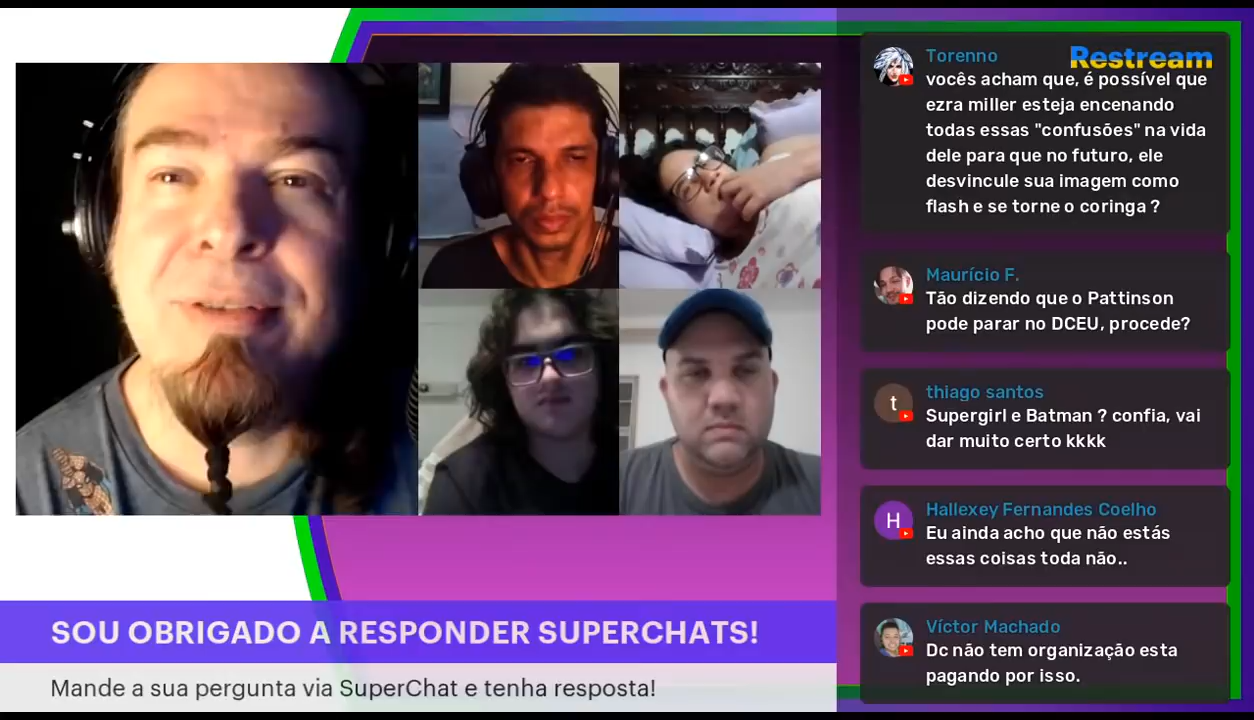 Restream
Torenno
vocês acham que, é possível que
ezra miller esteja encenando
todas essas "confusões" na vida
dele para que no futuro, ele
desvincule sua imagem como
flash e se torne o coringa ?
Maurício F.
Tão dizendo que o Pattinson
pode parar no DCEU, procede?
t
thiago santos
Supergirl e Batman ? confia, vai
dar muito certo kkkk
H
Hallexey Fernandes Coelho
Eu ainda acho que não estás
essas coisas toda não..
Víctor Machado
Dc não tem organização esta
pagando por isso.
SOU OBRIGADO A RESPONDER SUPERCHATS!
Mande a sua pergunta via SuperChat e tenha resposta!